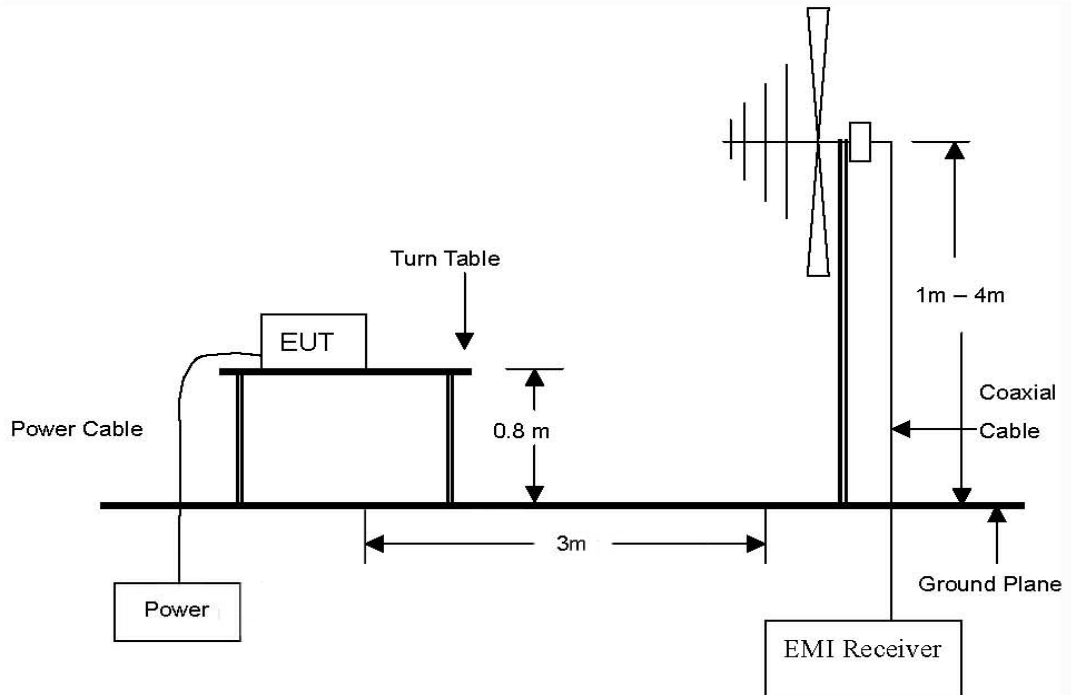 Turn Table
EUT
1m – 4m
Coaxial
Cable
Power Cable
0.8 m
3m
Ground Plane
Power
EMI Receiver